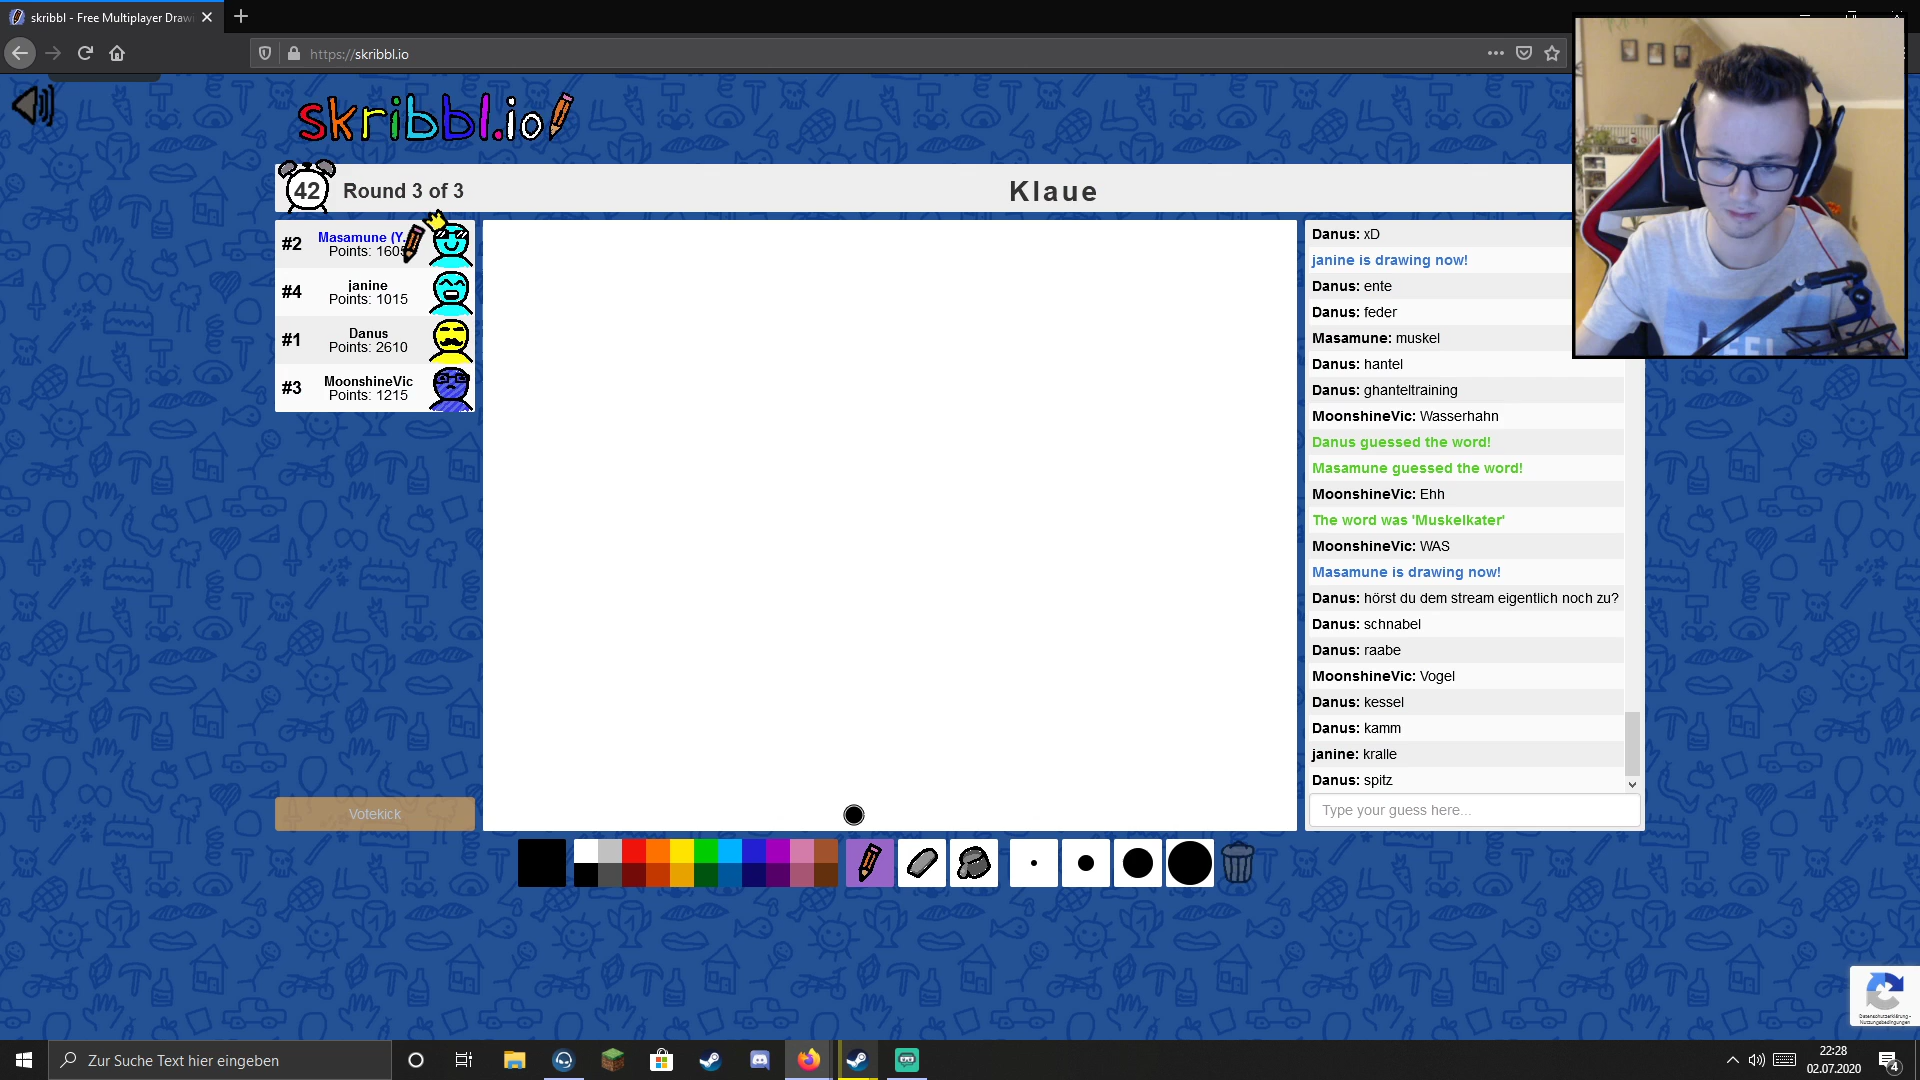 skribbl - Free Multiplayer Draw
https://skribbl.io
skribbl.io
42
Round 3 of 3
Klaue
#2
Masamune (Y.
Points: 1605
#4
janine
Points: 1015
#1
Danus
Points: 2610
#3
MoonshineVic
Points: 1215
Votekick
Danus: xD
janine is drawing now!
Danus: ente
Danus: feder
Masamune: muskel
Danus: hantel
Danus: ghanteltraining
MoonshineVic: Wasserhahn
Danus guessed the word!
Masamune guessed the word!
MoonshineVic: Ehh
The word was 'Muskelkater'
MoonshineVic: WAS
Masamune is drawing now!
Danus: hörst du dem stream eigentlich noch zu?
Danus: schnabel
Danus: raabe
MoonshineVic: Vogel
Danus: kessel
Danus: kamm
janine: kralle
Danus: spitz
Type your guess here...
Datenschutzerklärung -
Nutzungsbedingungen
Zur Suche Text hier eingeben
22:28
02.07.2020
4